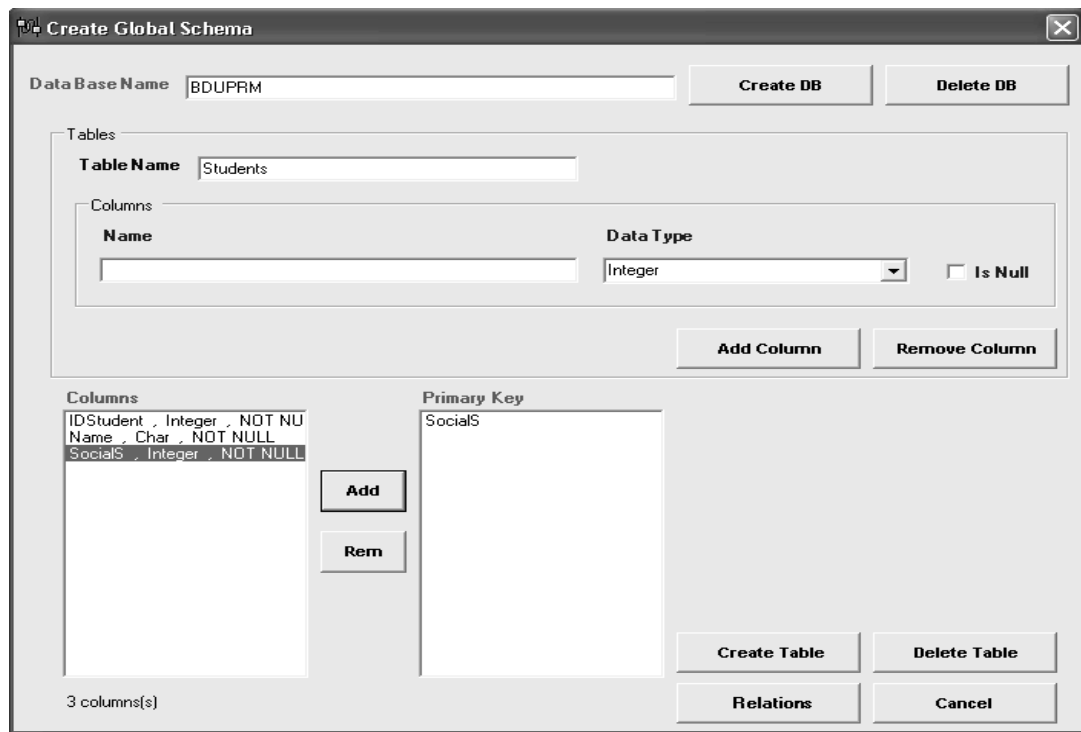 Create Global Schema
Data Base Name BDUPRM Create DB Delete DB
Tables
Table Name Students
Columns
Name Data Type
Integer Is Null
Add Column Remove Column
Columns Primary Key
IDStudent , Integer , NOT NU SocialS
Name , Char , NOT NULL
SocialS , Integer , NOT NULL
Add
Rem
Create Table Delete Table
3 columns(s) Relations Cancel